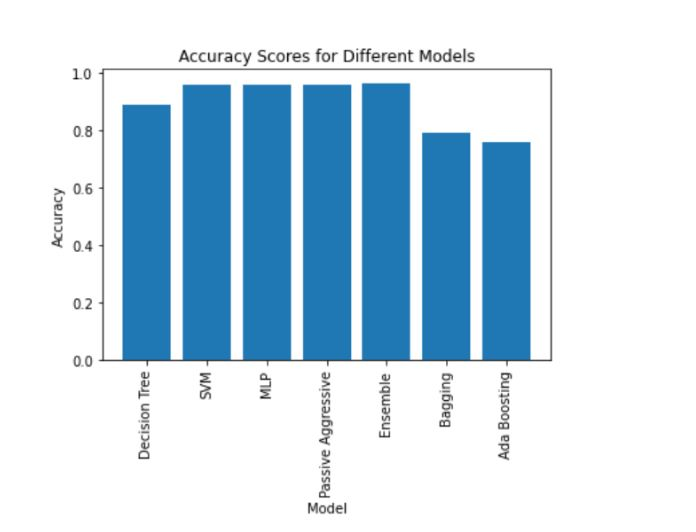 Accuracy Scores for Different Models
1.0
0.8
0.6
0.4
0.2
0.0
Accuracy
Decision Tree
SVM
MLP
Passive Aggressive
Ensemble
Bagging
Ada Boosting
Model